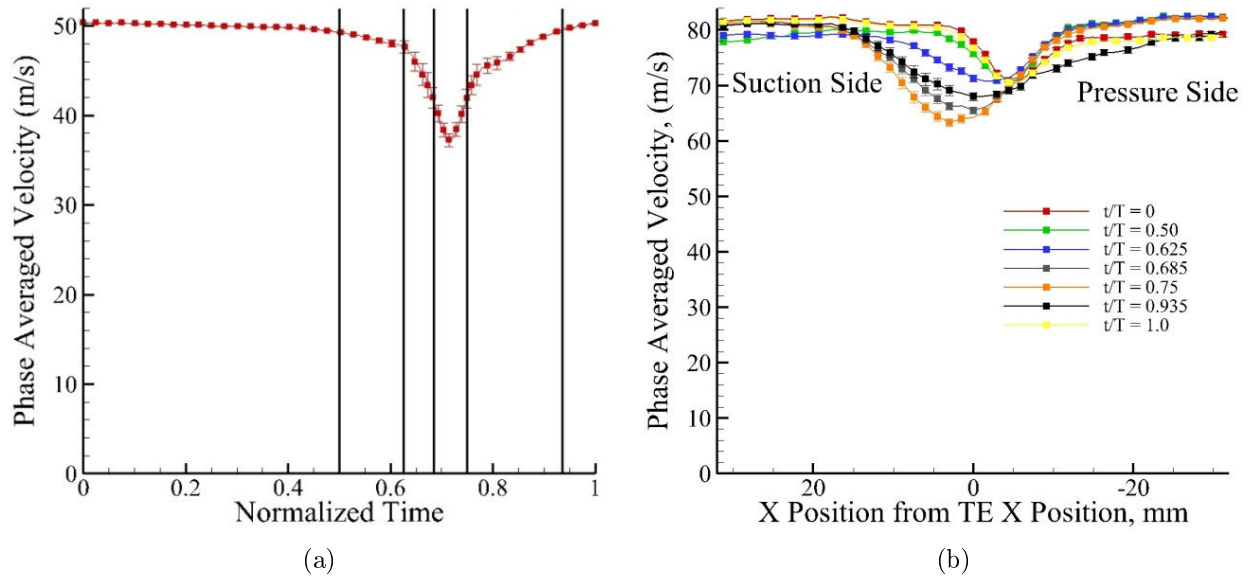 Phase Averaged Velocity (m/s)
50
40
30
20
10
0
0 0.2 0.4 0.6 0.8 1
Normalized Time
(a)
Phase Averaged Velocity, (m/s)
80
70
60
50
40
30
20
10
0
Suction Side
Pressure Side
t/T = 0
t/T = 0.50
t/T = 0.625
t/T = 0.685
t/T = 0.75
t/T = 0.935
t/T = 1.0
20 0 -20
X Position from TE X Position, mm
(b)